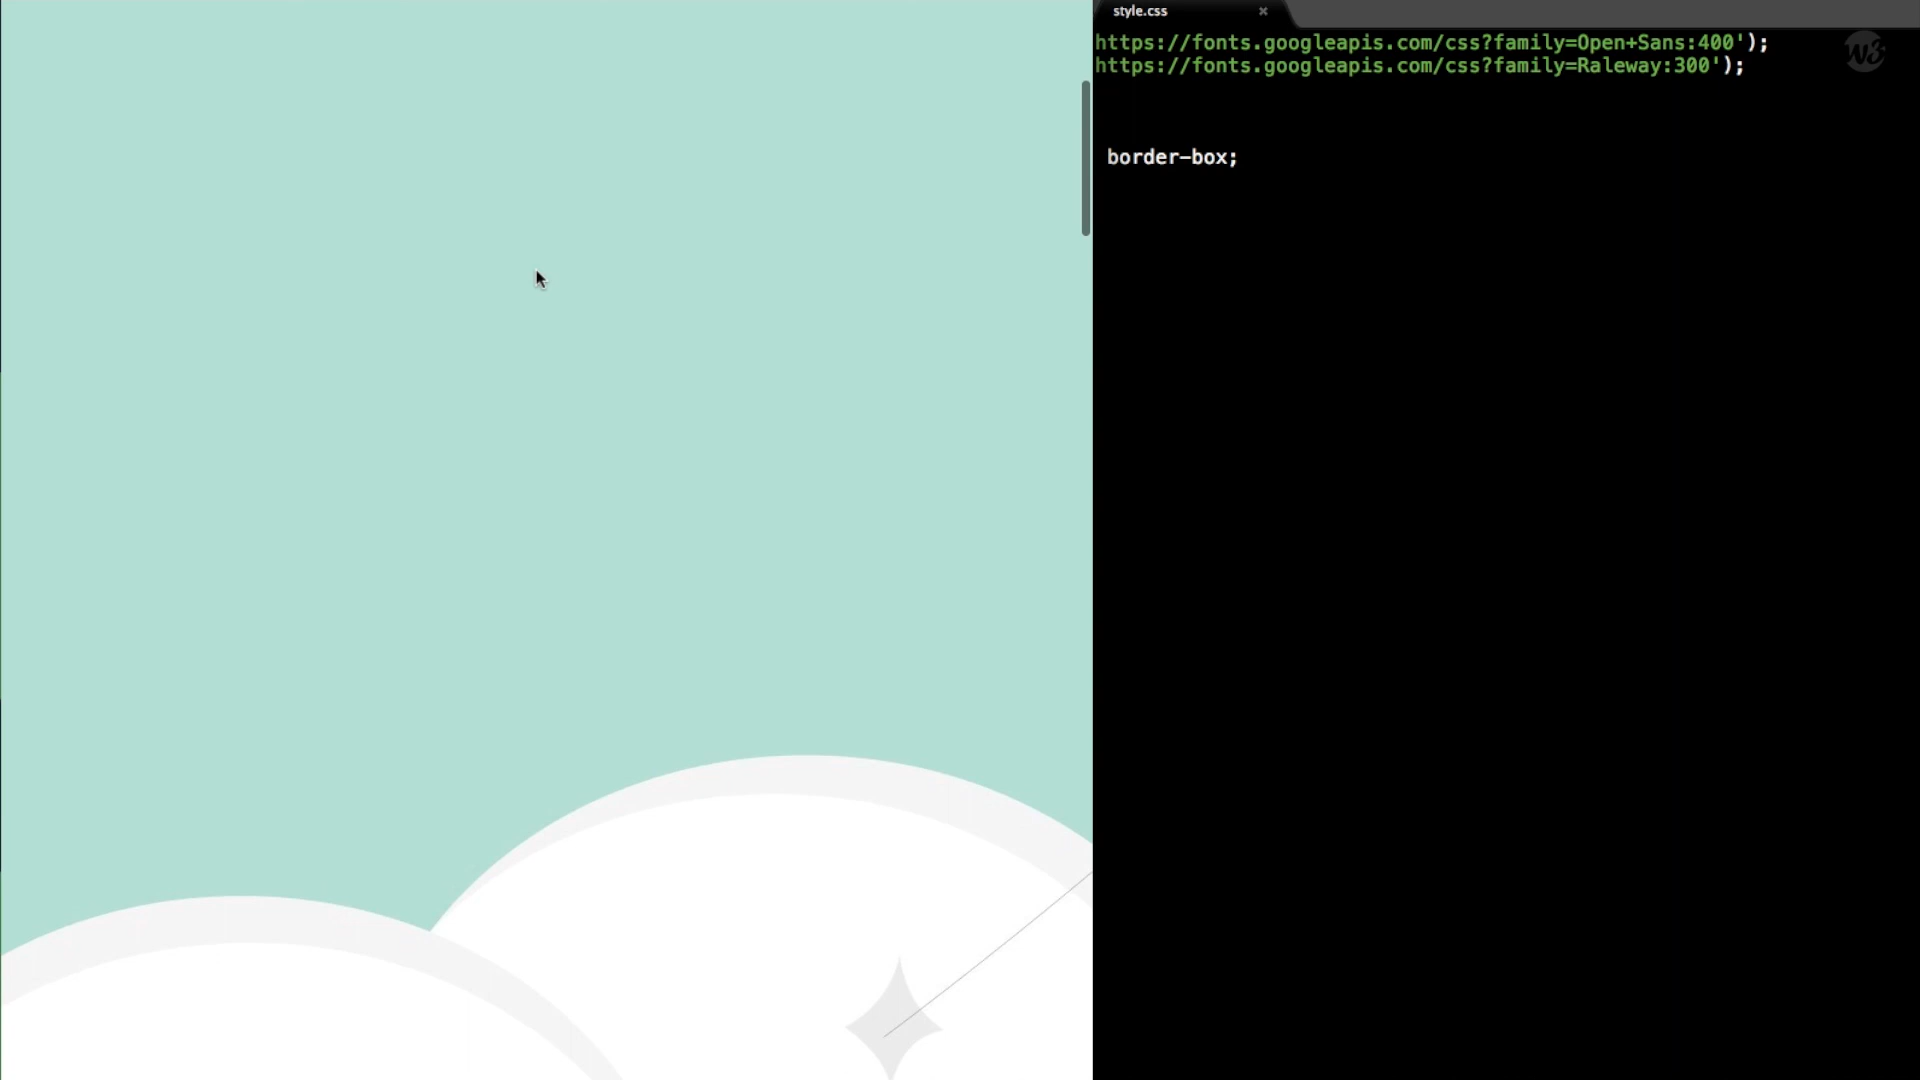 style.css
https://fonts.googleapis.com/css?family=Open+Sans:400');
https://fonts.googleapis.com/css?family=Raleway:300');
W3
border-box;